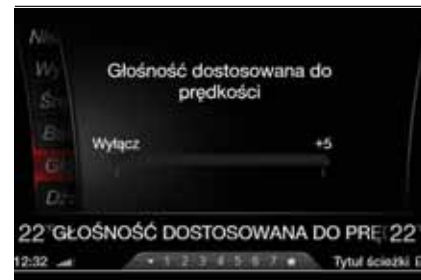 Głośność dostosowana do
prędkości
Wyłącz +5
22° GŁOŚNOŚĆ DOSTOSOWANA DO PRĘ 22
12:32 1 2 3 4 5 6 7 Tytuł ścieżki